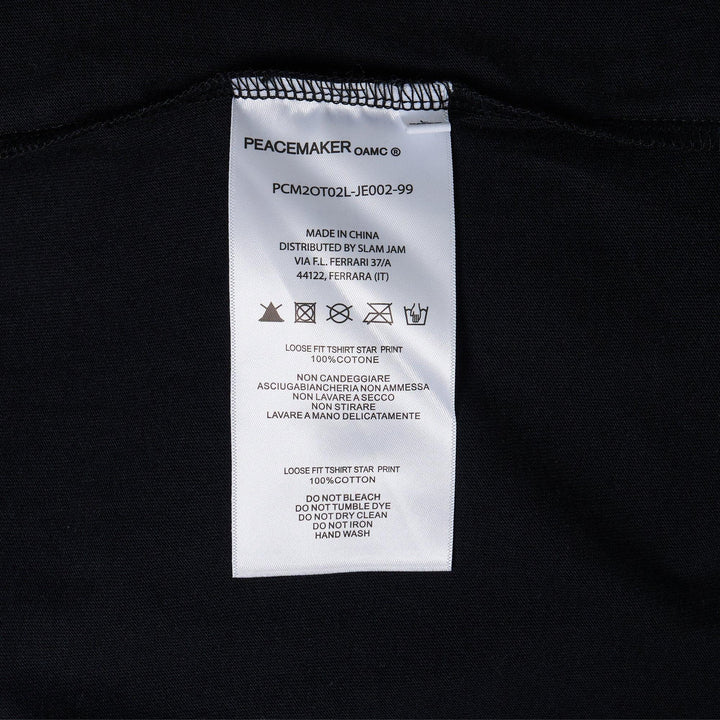 PEACEMAKER OAMC ®
PCM2OT02L-JE002-99
MADE IN CHINA
DISTRIBUTED BY SLAM JAM
VIA F.L. FERRARI 37/A
44122, FERRARA (IT)
LOOSE FIT TSHIRT STAR PRINT
100%COTONE
NON CANDEGGIARE
ASCIUGABIANCHERIA NON AMMESSA
NON LAVARE A SECCO
NON STIRARE
LAVARE A MANO DELICATAMENTE
LOOSE FIT TSHIRT STAR PRINT
100%COTTON
DO NOT BLEACH
DO NOT TUMBLE DYE
DO NOT DRY CLEAN
DO NOT IRON
HAND WASH